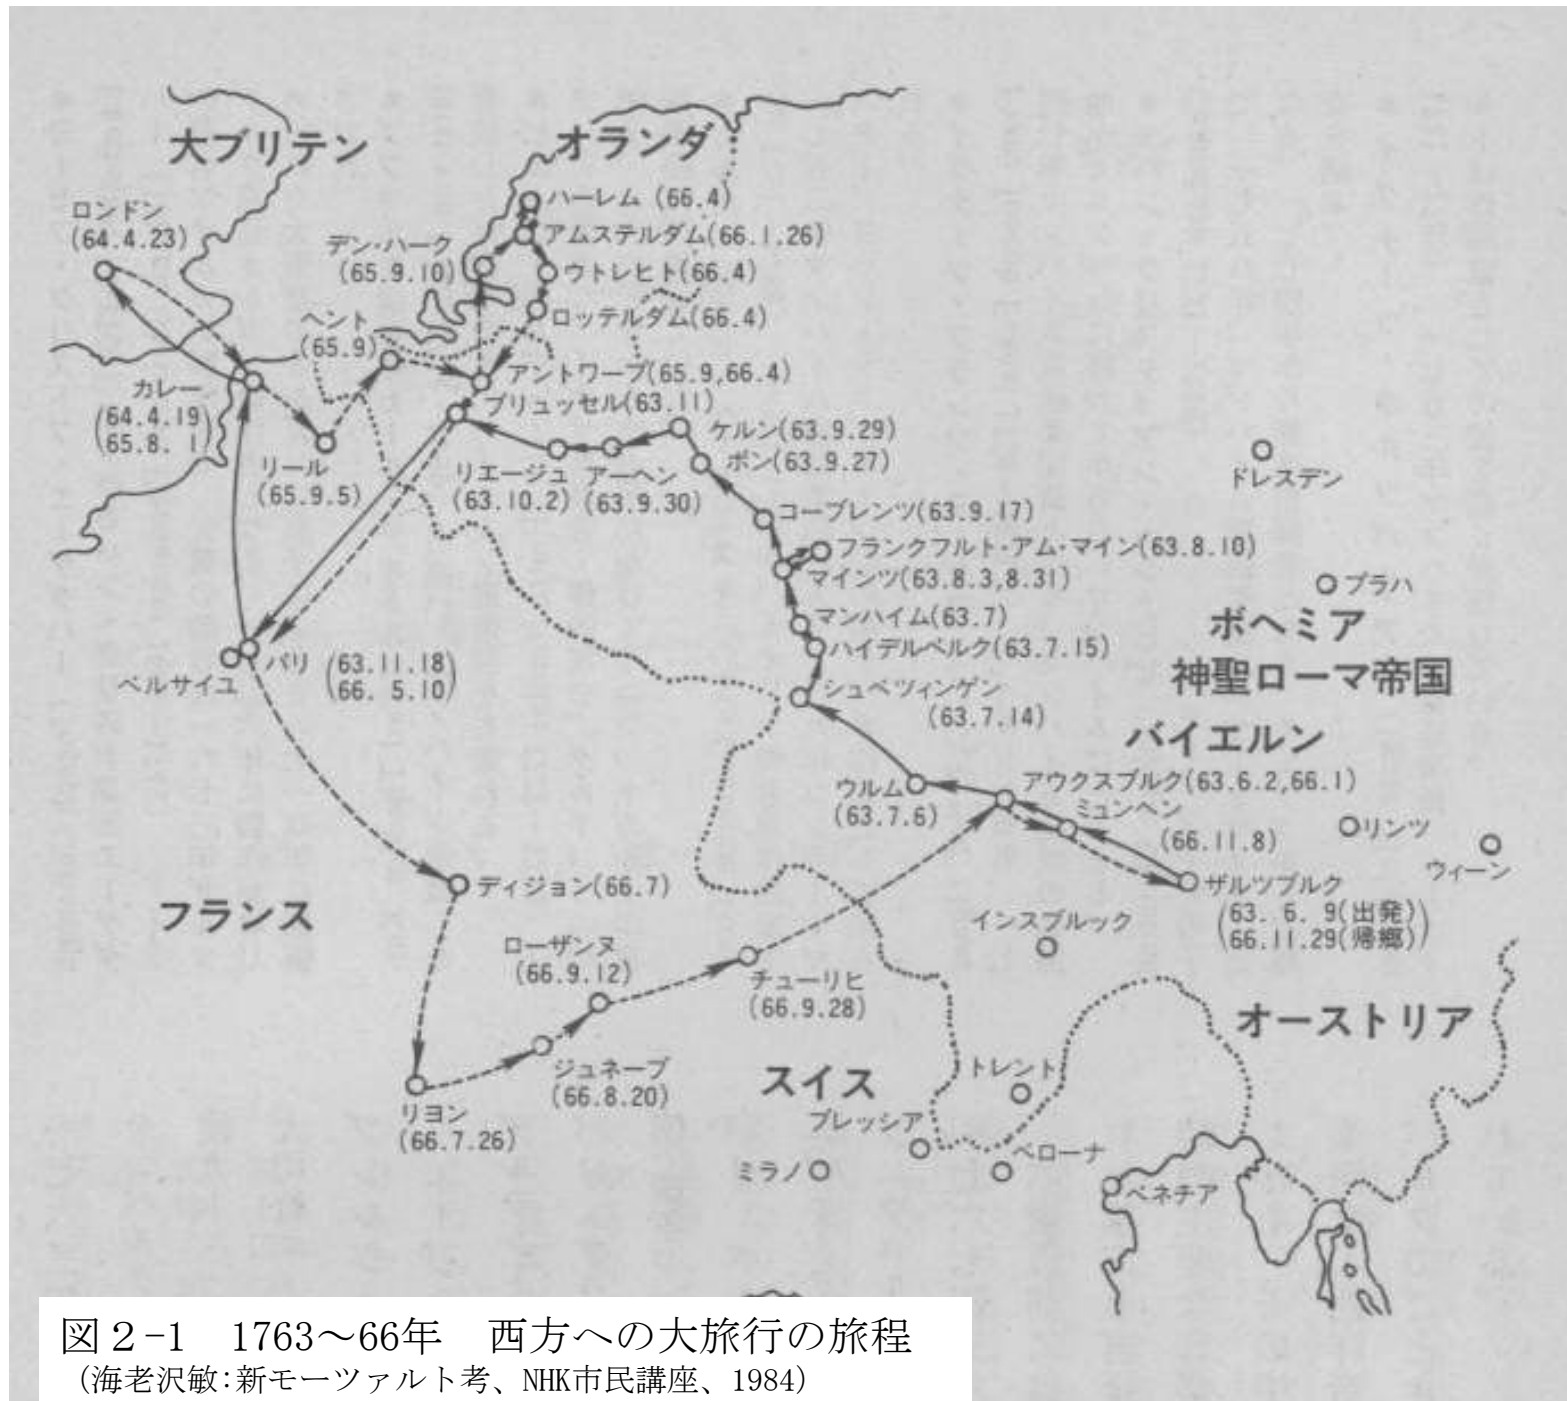 大ブリテン
オランダ
ロンドン
(64.4.23)
ハーレム (66.4)
アムステルダム(66.1.26)
デン・ハーク
(65.9.10)
ウトレヒト(66.4)
ロッテルダム(66.4)
ヘント
(65.9)
アントワープ(65.9,66.4)
カレー
(64.4.19
65.8. 1)
ブリュッセル(63.11)
ケルン(63.9.29)
ボン(63.9.27)
リール
(65.9.5)
リエージュ
(63.10.2)
アーヘン
(63.9.30)
ドレスデン
コーブレンツ(63.9.17)
フランクフルト・アム・マイン(63.8.10)
マインツ(63.8.3,8.31)
プラハ
マンハイム(63.7)
ボヘミア
ハイデルベルク(63.7.15)
神聖ローマ帝国
パリ (63.11.18
66. 5.10)
ベルサイユ
シュベツィンゲン
(63.7.14)
バイエルン
ウルム
(63.7.6)
アウクスブルク(63.6.2,66.1)
ミュンヘン
(66.11.8)
リンツ
ウィーン
ザルツブルク
(63. 6. 9(出発)
66.11.29(帰郷))
ディジョン(66.7)
フランス
インスブルック
ローザンヌ
(66.9.12)
チューリヒ
(66.9.28)
オーストリア
ジュネーブ
(66.8.20)
スイス
トレント
リヨン
(66.7.26)
ブレッシア
ベローナ
ミラノ
ベネチア
図２-1　1763～66年　西方への大旅行の旅程
(海老沢敏:新モーツァルト考、NHK市民講座、1984)